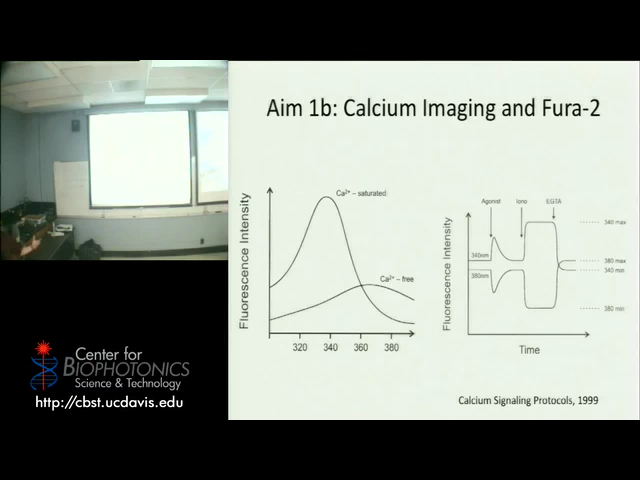 Aim 1b: Calcium Imaging and Fura-2
Fluorescence Intensity
Ca²⁺ – saturated
Ca²⁺ – free
320 340 360 380
Fluorescence Intensity
Agonist Iono EGTA
340nm
380nm
340 max
380 max
340 min
380 min
Time
Calcium Signaling Protocols, 1999
Center for
BIOPHOTONICS
Science & Technology
http://cbst.ucdavis.edu